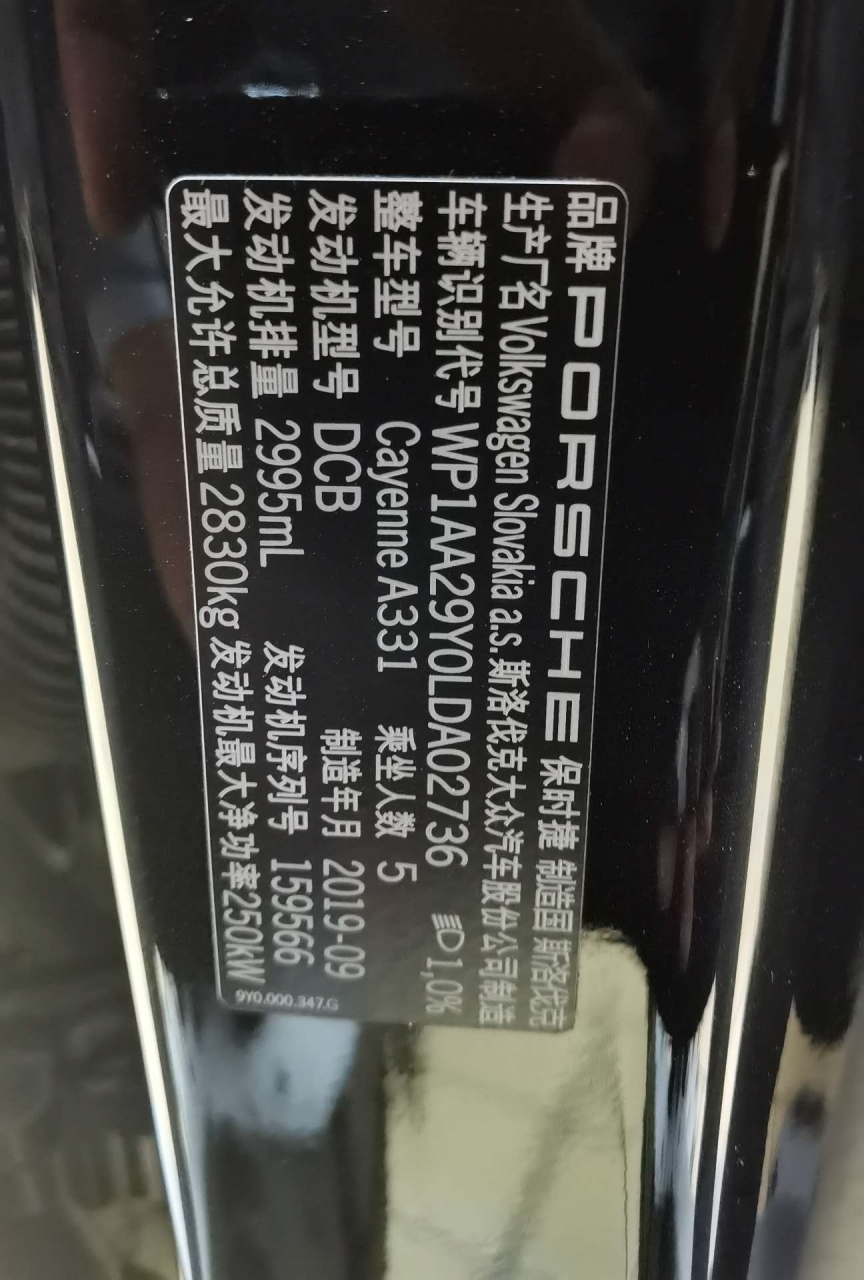 品牌 PORSCHE 保时捷 制造国 斯洛伐克
生产厂名 Volkswagen Slovakia a.s. 斯洛伐克大众汽车股份公司制造
车辆识别代号 WP1AA29Y0LDA02736 1,0%
整车型号 Cayenne A331 乘坐人数 5
发动机型号 DCB 制造年月 2019-09
发动机排量 2995mL 发动机序列号 159566
最大允许总质量 2830kg 发动机最大净功率 250kW
9Y0.000.347.G